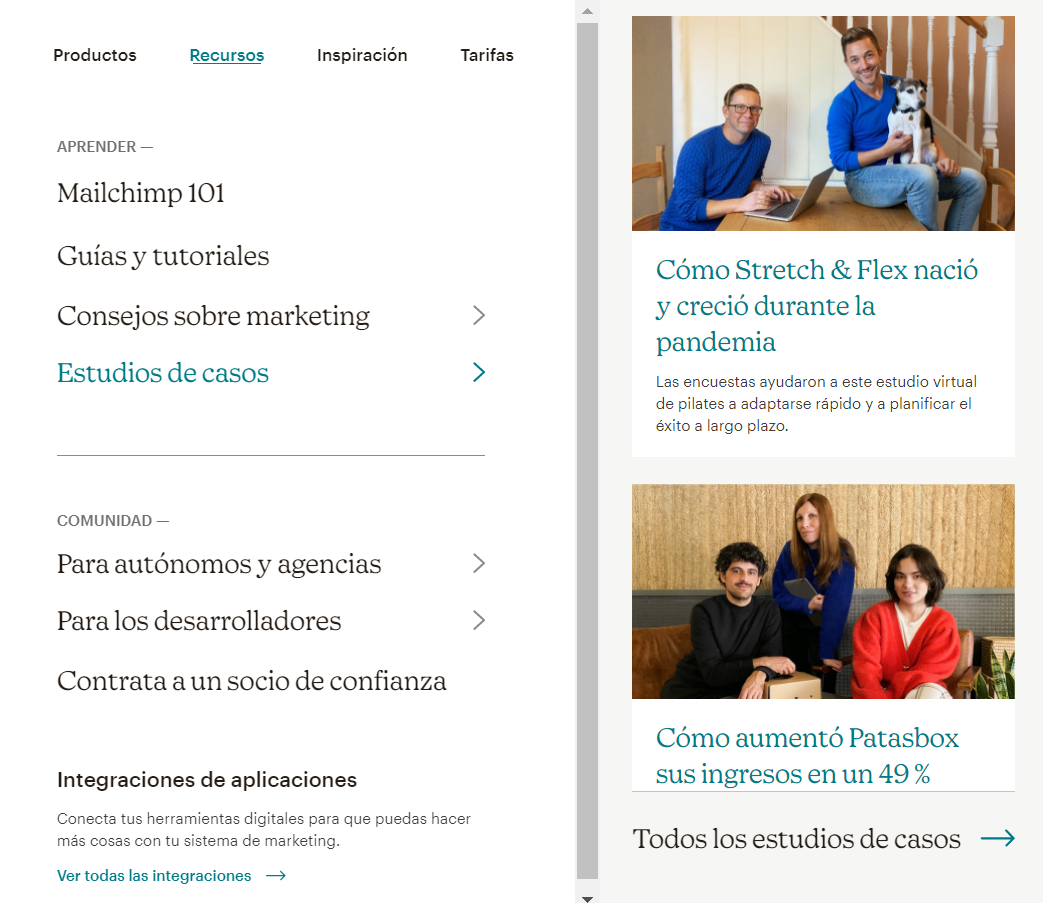 Productos Recursos Inspiración Tarifas
APRENDER —
Mailchimp 101
Guías y tutoriales
Consejos sobre marketing
Estudios de casos
COMUNIDAD —
Para autónomos y agencias
Para los desarrolladores
Contrata a un socio de confianza
Integraciones de aplicaciones
Conecta tus herramientas digitales para que puedas hacer
más cosas con tu sistema de marketing.
Ver todas las integraciones
Cómo Stretch & Flex nació
y creció durante la
pandemia
Las encuestas ayudaron a este estudio virtual
de pilates a adaptarse rápido y a planificar el
éxito a largo plazo.
Cómo aumentó Patasbox
sus ingresos en un 49 %
Todos los estudios de casos